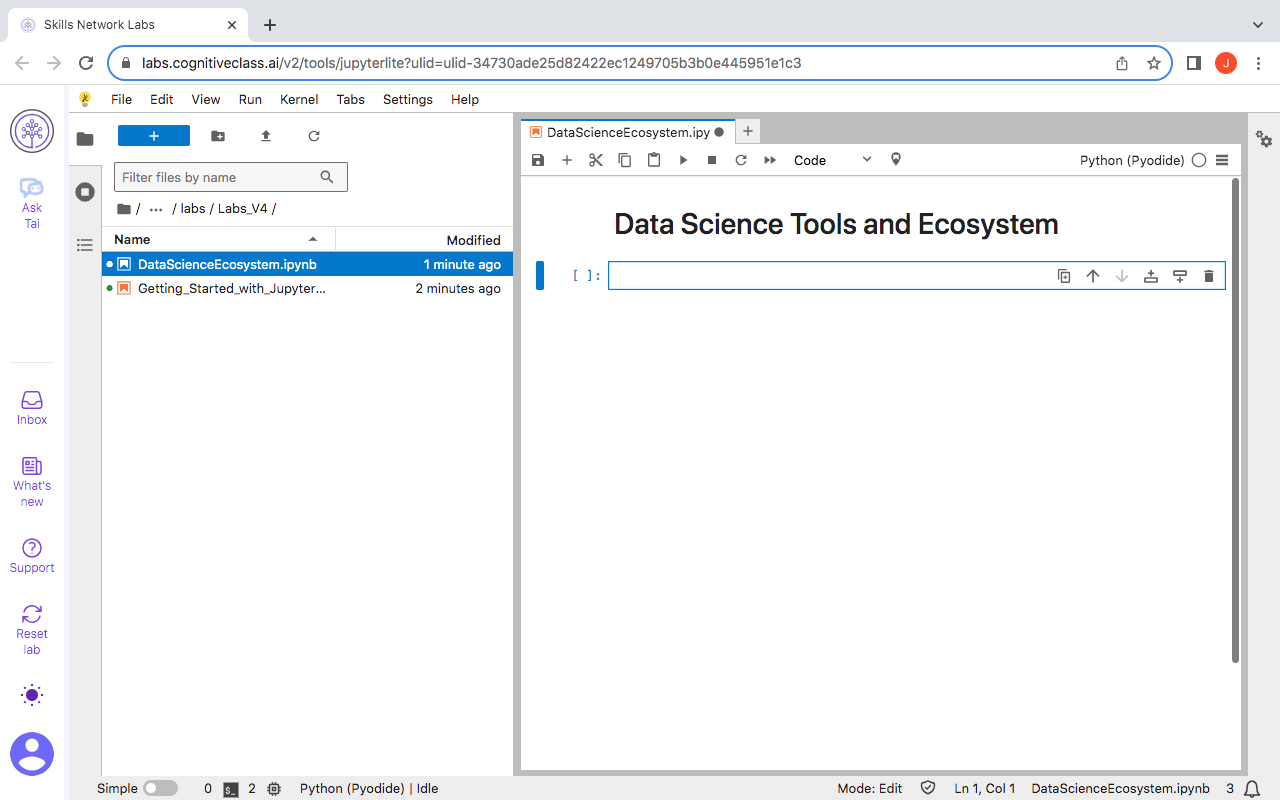 Skills Network Labs
labs.cognitiveclass.ai/v2/tools/jupyterlite?ulid=ulid-34730ade25d82422ec1249705b3b0e445951e1c3
J
File Edit View Run Kernel Tabs Settings Help
Ask
Tai
Inbox
What's
new
Support
Reset
lab
Filter files by name
/ ··· / labs / Labs_V4 /
Name Modified
DataScienceEcosystem.ipynb 1 minute ago
Getting_Started_with_Jupyter... 2 minutes ago
DataScienceEcosystem.ipy
Code Python (Pyodide)
Data Science Tools and Ecosystem
[ ]:
Simple 0 $_ 2 Python (Pyodide) | Idle Mode: Edit Ln 1, Col 1 DataScienceEcosystem.ipynb 3